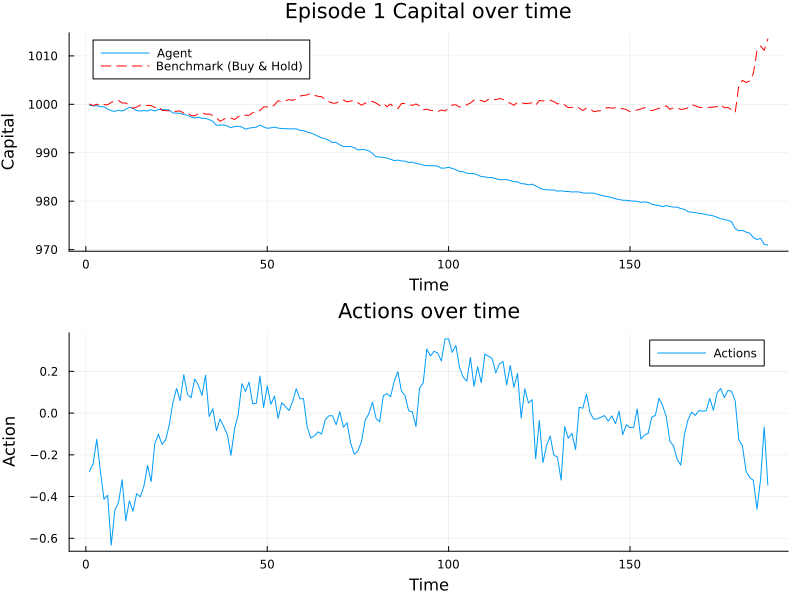 Episode 1 Capital over time
Agent
Benchmark (Buy & Hold)
1010
1000
990
980
970
Capital
0 50 100 150
Time
Actions over time
Actions
0.2
0.0
−0.2
−0.4
−0.6
Action
0 50 100 150
Time